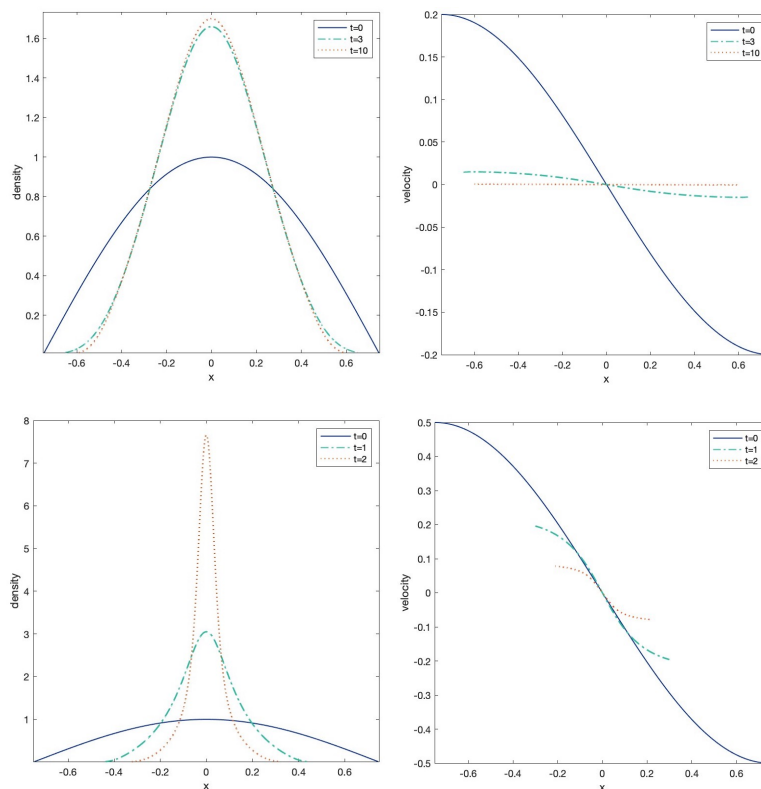 t=0
t=3
t=10
1.6
1.4
1.2
1
0.8
0.6
0.4
0.2
density
-0.6 -0.4 -0.2 0 0.2 0.4 0.6
x
t=0
t=3
t=10
0.2
0.15
0.1
0.05
0
-0.05
-0.1
-0.15
-0.2
velocity
-0.6 -0.4 -0.2 0 0.2 0.4 0.6
x
t=0
t=1
t=2
8
7
6
5
4
3
2
1
density
-0.6 -0.4 -0.2 0 0.2 0.4 0.6
x
t=0
t=1
t=2
0.5
0.4
0.3
0.2
0.1
0
-0.1
-0.2
-0.3
-0.4
-0.5
velocity
-0.6 -0.4 -0.2 0 0.2 0.4 0.6
x